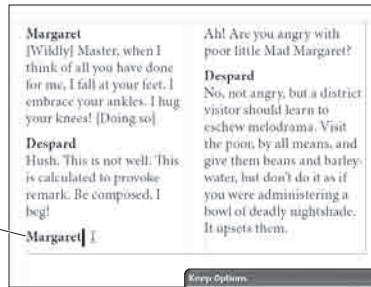 Margaret
[Wildly] Master, when I
think of all you have done
for me, I fall at your feet. I
embrace your ankles. I hug
your knees! [Doing so]
Despard
Hush. This is not well. This
is calculated to provoke
remark. Be composed, I
beg!
Margaret
Ah! Are you angry with
poor little Mad Margaret?
Despard
No, not angry, but a district
visitor should learn to
eschew melodrama. Visit
the poor, by all means, and
give them beans and barley-
water, but don't do it as if
you were administering a
bowl of deadly nightshade.
It upsets them.
Keep Options